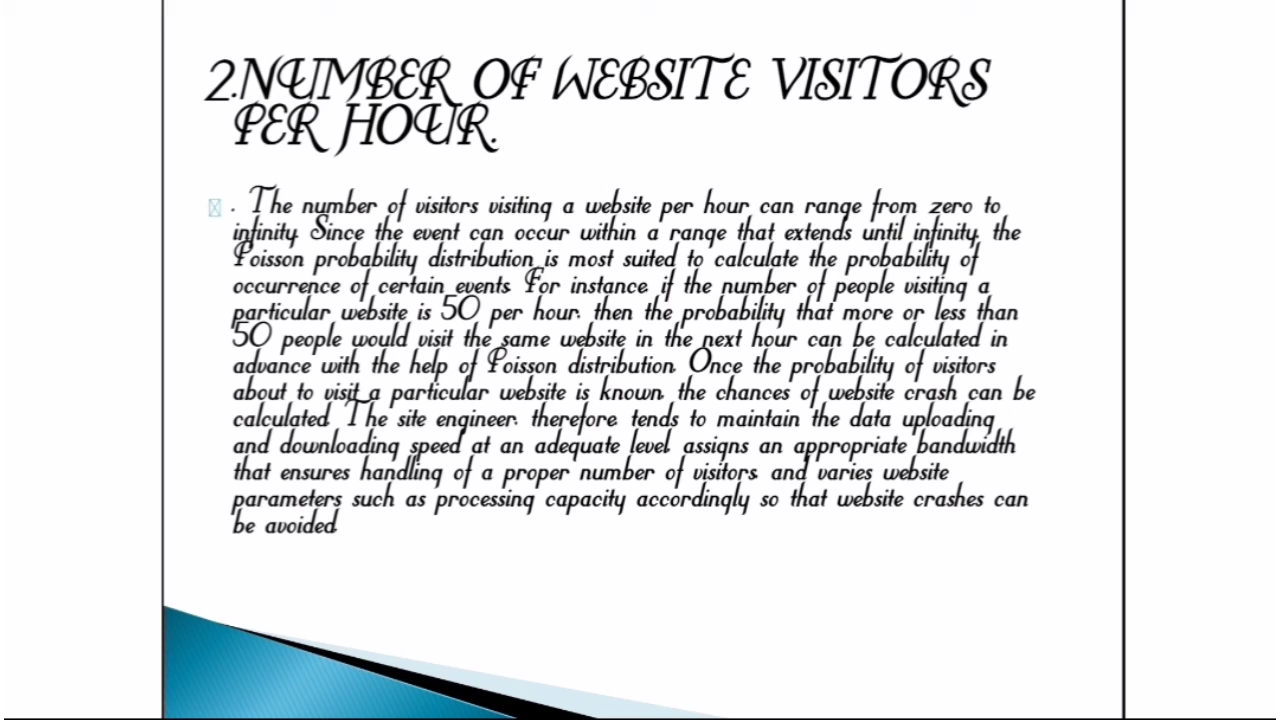 2.NUMBER OF WEBSITE VISITORS
PER HOUR.
. The number of visitors visiting a website per hour can range from zero to
infinity. Since the event can occur within a range that extends until infinity, the
Poisson probability distribution is most suited to calculate the probability of
occurrence of certain events. For instance, if the number of people visiting a
particular website is 50 per hour, then the probability that more or less than
50 people would visit the same website in the next hour can be calculated in
advance with the help of Poisson distribution. Once the probability of visitors
about to visit a particular website is known, the chances of website crash can be
calculated. The site engineer, therefore, tends to maintain the data uploading
and downloading speed at an adequate level, assigns an appropriate bandwidth
that ensures handling of a proper number of visitors, and varies website
parameters such as processing capacity accordingly so that website crashes can
be avoided.